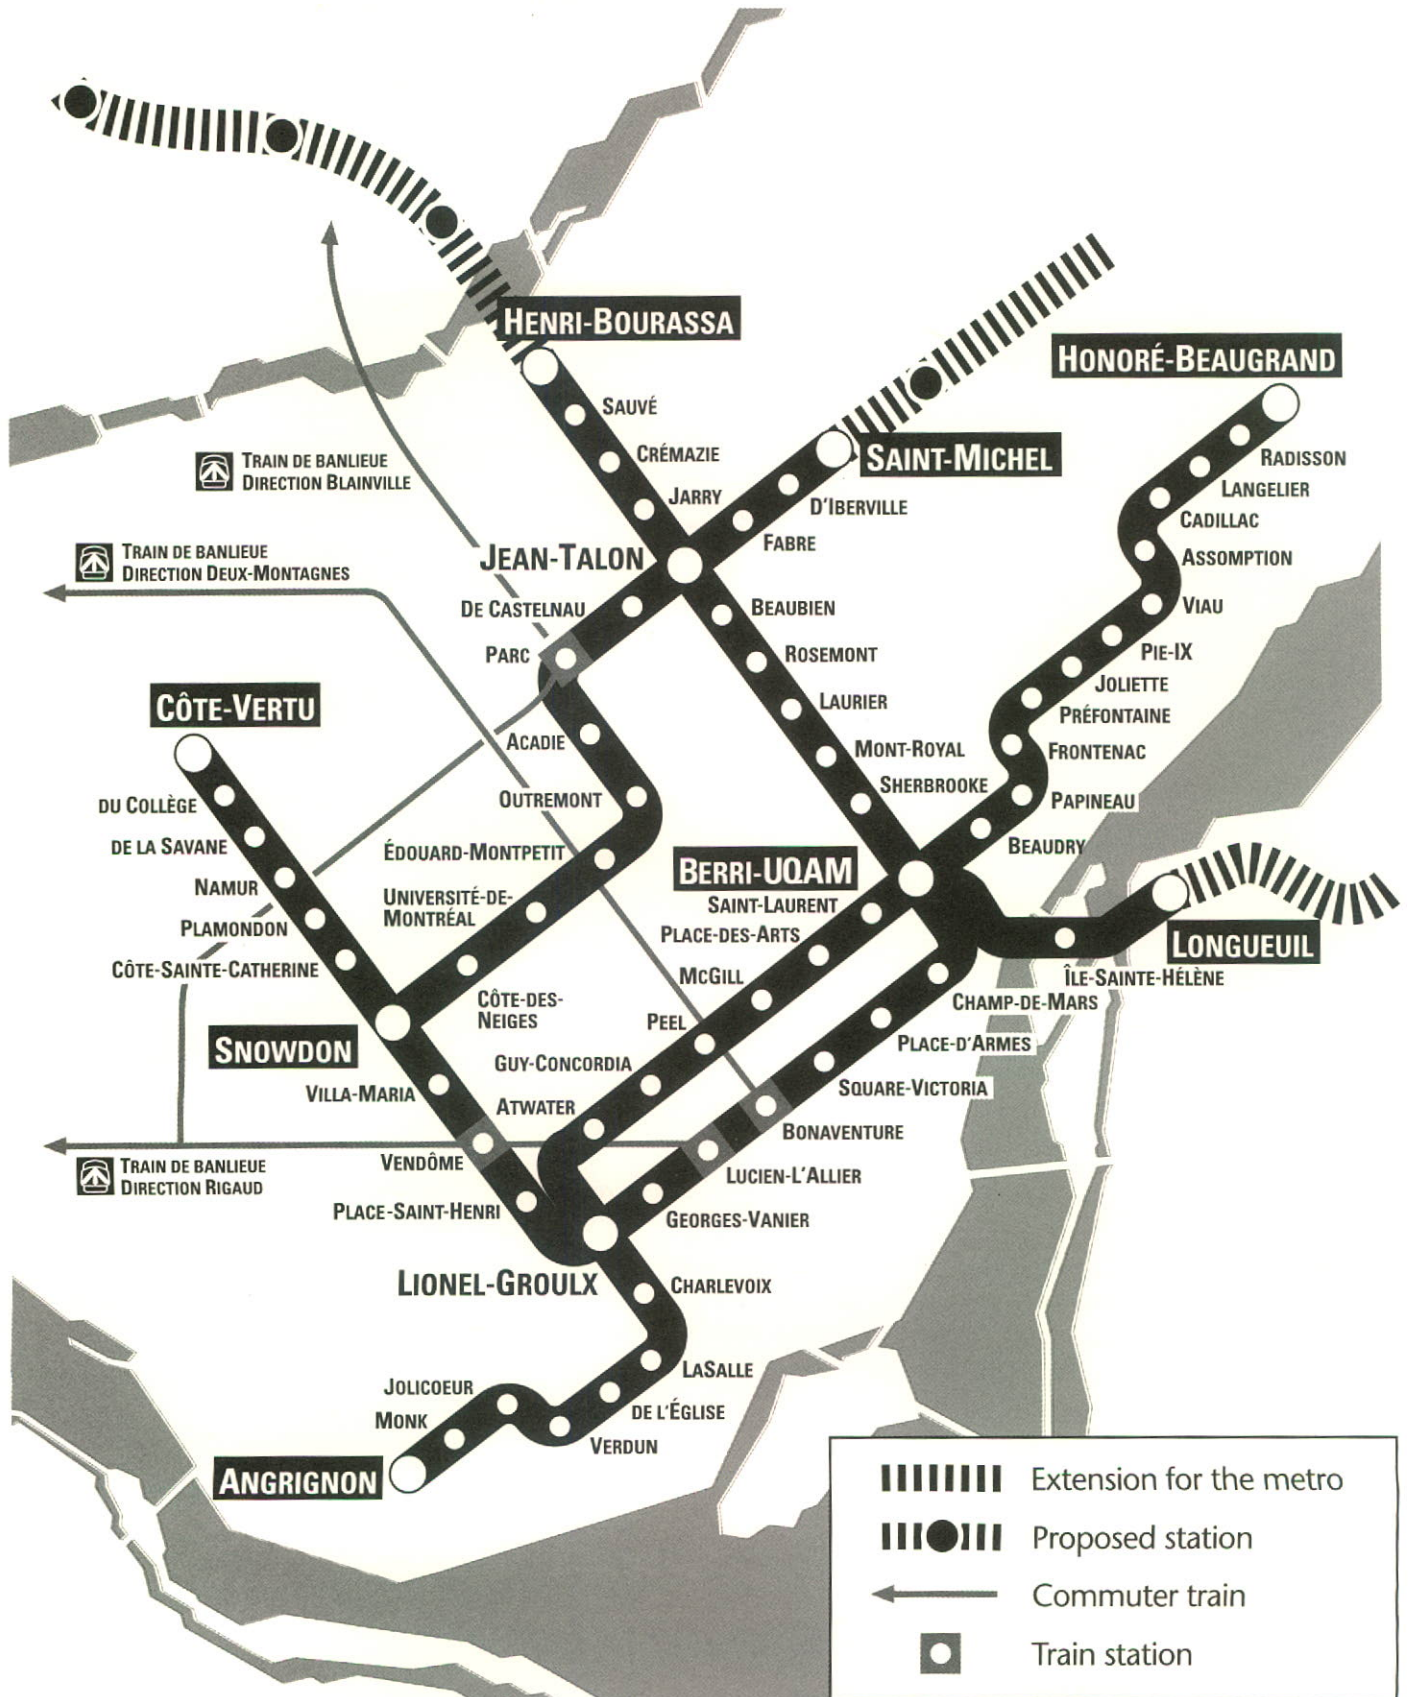 HENRI-BOURASSA
HONORÉ-BEAUGRAND
SAUVÉ
SAINT-MICHEL
CRÉMAZIE
RADISSON
TRAIN DE BANLIEUE
DIRECTION BLAINVILLE
LANGELIER
JARRY
D'IBERVILLE
CADILLAC
FABRE
JEAN-TALON
ASSOMPTION
TRAIN DE BANLIEUE
DIRECTION DEUX-MONTAGNES
DE CASTELNAU
BEAUBIEN
VIAU
PARC
ROSEMONT
PIE-IX
JOLIETTE
CÔTE-VERTU
LAURIER
PRÉFONTAINE
ACADIE
MONT-ROYAL
FRONTENAC
SHERBROOKE
OUTREMONT
PAPINEAU
DU COLLÈGE
DE LA SAVANE
ÉDOUARD-MONTPETIT
BEAUDRY
BERRI-UQAM
NAMUR
UNIVERSITÉ-DE-
MONTRÉAL
SAINT-LAURENT
PLAMONDON
PLACE-DES-ARTS
LONGUEUIL
CÔTE-SAINTE-CATHERINE
MCGILL
ÎLE-SAINTE-HÉLÈNE
CÔTE-DES-
NEIGES
CHAMP-DE-MARS
PEEL
SNOWDON
PLACE-D'ARMES
GUY-CONCORDIA
VILLA-MARIA
SQUARE-VICTORIA
ATWATER
BONAVENTURE
VENDÔME
TRAIN DE BANLIEUE
DIRECTION RIGAUD
LUCIEN-L'ALLIER
PLACE-SAINT-HENRI
GEORGES-VANIER
LIONEL-GROULX
CHARLEVOIX
LASALLE
JOLICOEUR
MONK
DE L'ÉGLISE
VERDUN
ANGRIGNON
Extension for the metro
Proposed station
Commuter train
Train station